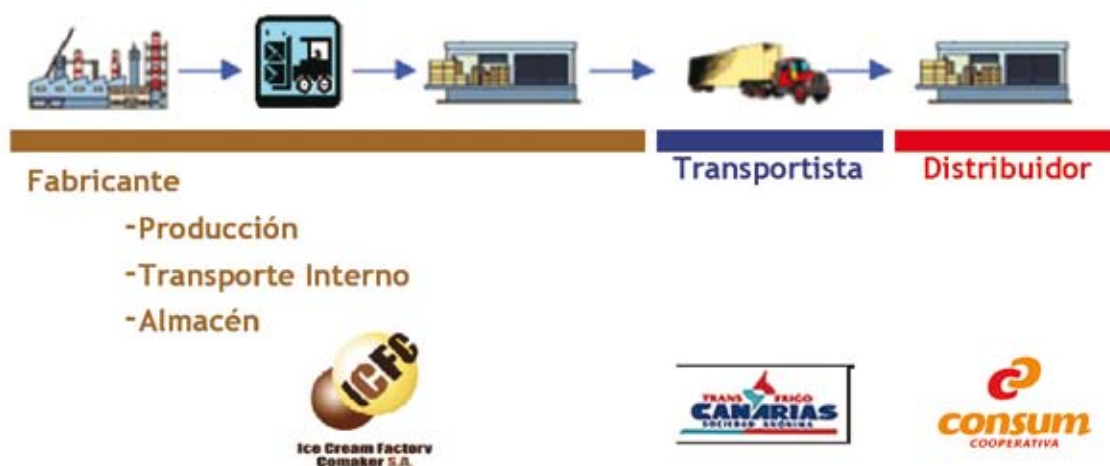 Fabricante
-Producción
-Transporte Interno
-Almacén
Transportista
Distribuidor
ICFC
Ice Cream Factory
Comaker S.A.
TRANS FRIGO
CANARIAS
SOCIEDAD ANÓNIMA
consum
COOPERATIVA